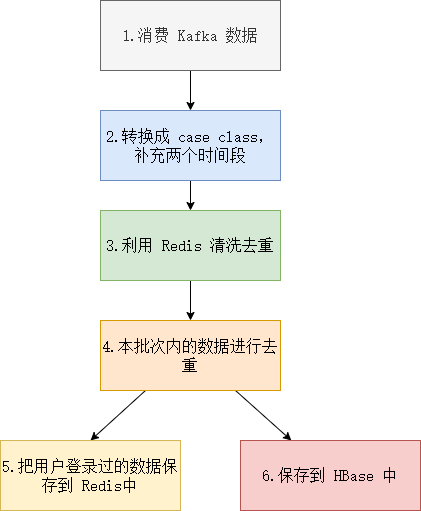 1.消费 Kafka 数据
2.转换成 case class，
补充两个时间段
3.利用 Redis 清洗去重
4.本批次内的数据进行去
重
5.把用户登录过的数据保
存到 Redis中
6.保存到 HBase 中